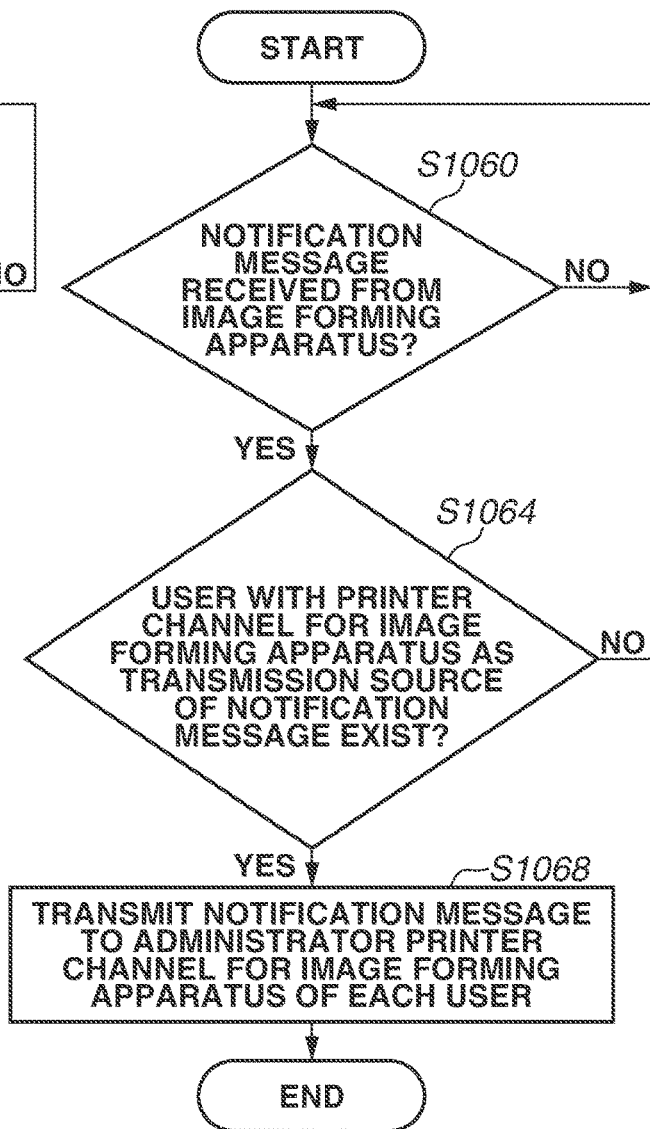 START
S1060
NOTIFICATION
MESSAGE
RECEIVED FROM
IMAGE FORMING
APPARATUS?
NO
YES
S1064
USER WITH PRINTER
CHANNEL FOR IMAGE
FORMING APPARATUS AS
TRANSMISSION SOURCE
OF NOTIFICATION
MESSAGE EXIST?
NO
YES
S1068
TRANSMIT NOTIFICATION MESSAGE
TO ADMINISTRATOR PRINTER
CHANNEL FOR IMAGE FORMING
APPARATUS OF EACH USER
END